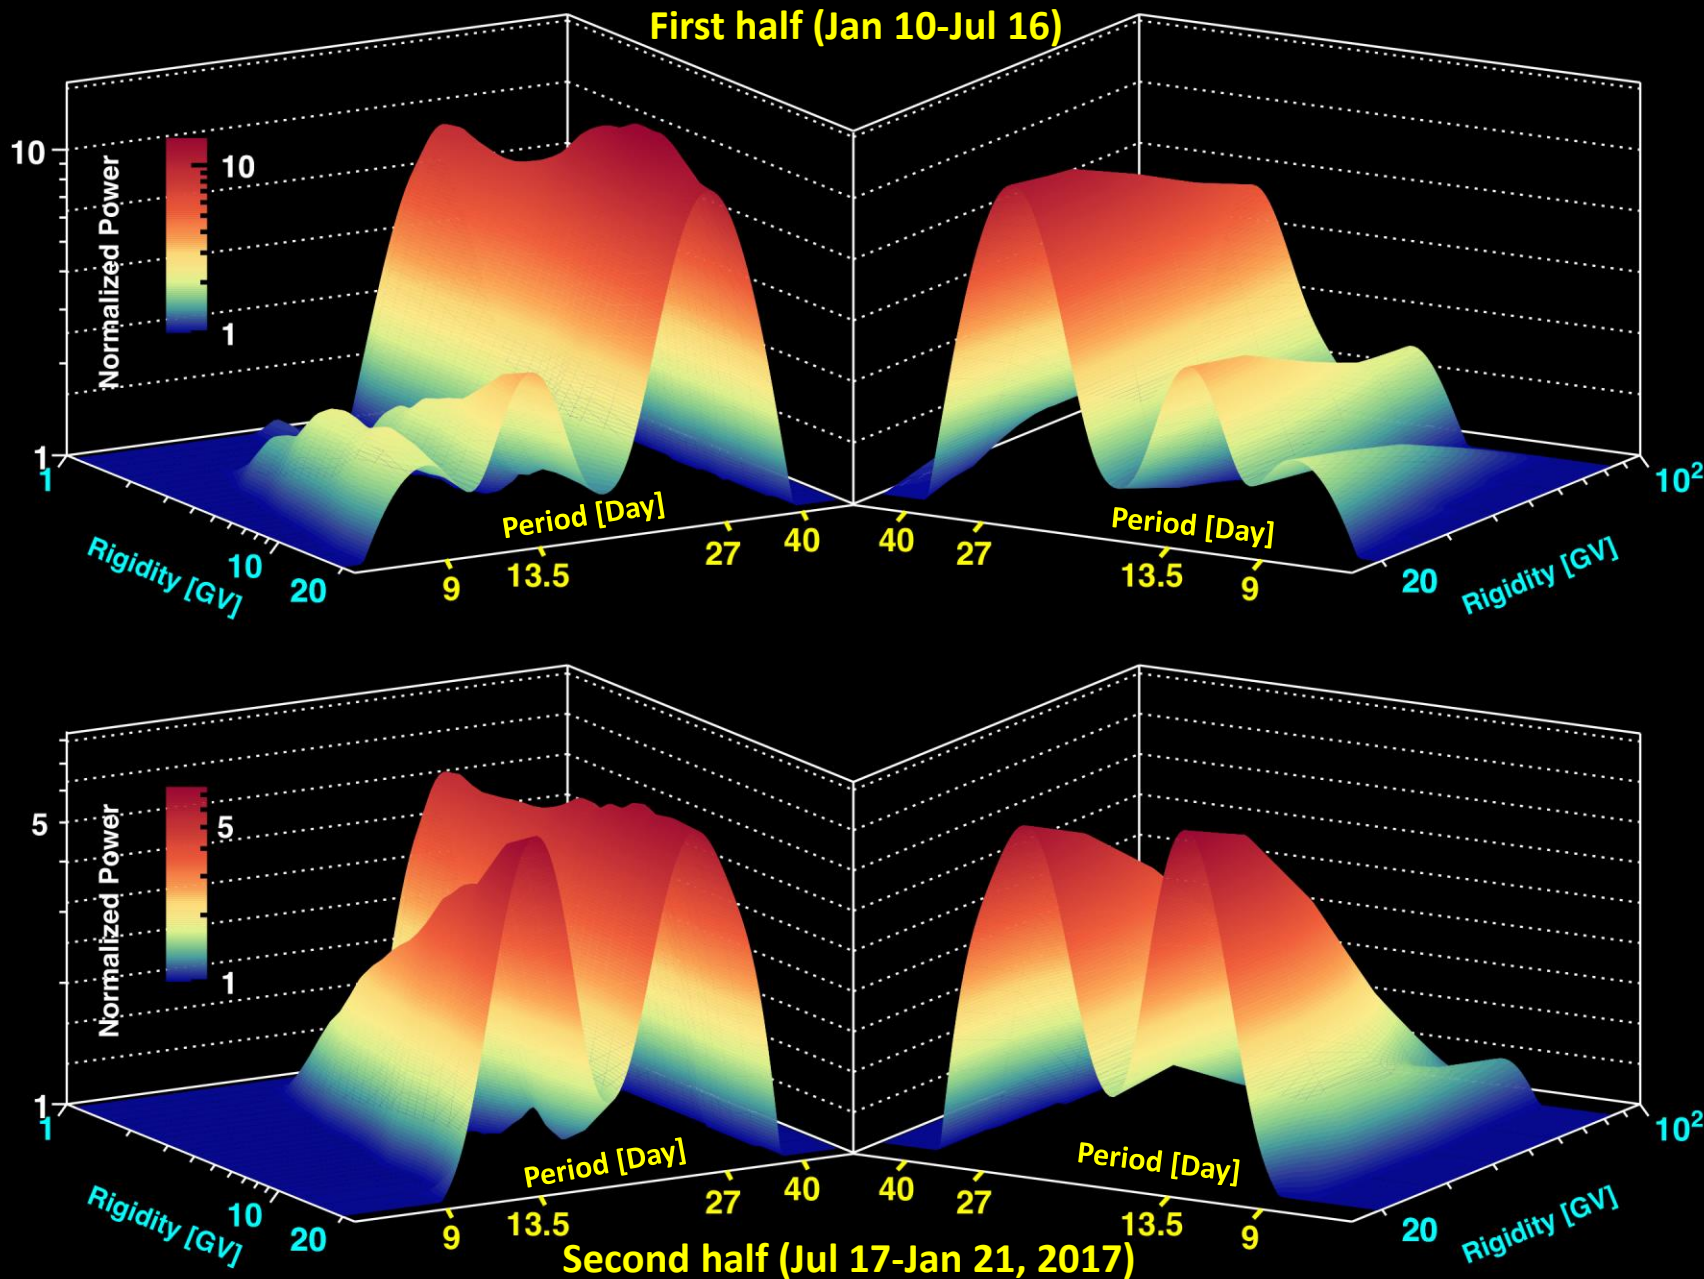 First half (Jan 10-Jul 16)
10
Normalized Power
10
1
1
1
Rigidity [GV]
10
20
Period [Day]
9
13.5
27
40
40
27
Period [Day]
13.5
9
20
Rigidity [GV]
10²
5
Normalized Power
5
1
1
1
Rigidity [GV]
10
20
Period [Day]
9
13.5
27
40
40
27
Period [Day]
13.5
9
20
Rigidity [GV]
10²
Second half (Jul 17-Jan 21, 2017)